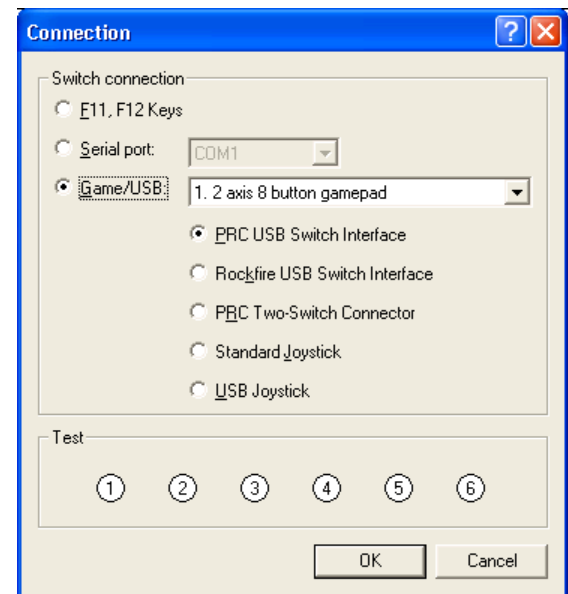 Connection
Switch connection
F11, F12 Keys
Serial port: COM1
Game/USB: 1. 2 axis 8 button gamepad
PRC USB Switch Interface
Rockfire USB Switch Interface
PRC Two-Switch Connector
Standard Joystick
USB Joystick
Test
1 2 3 4 5 6
OK Cancel